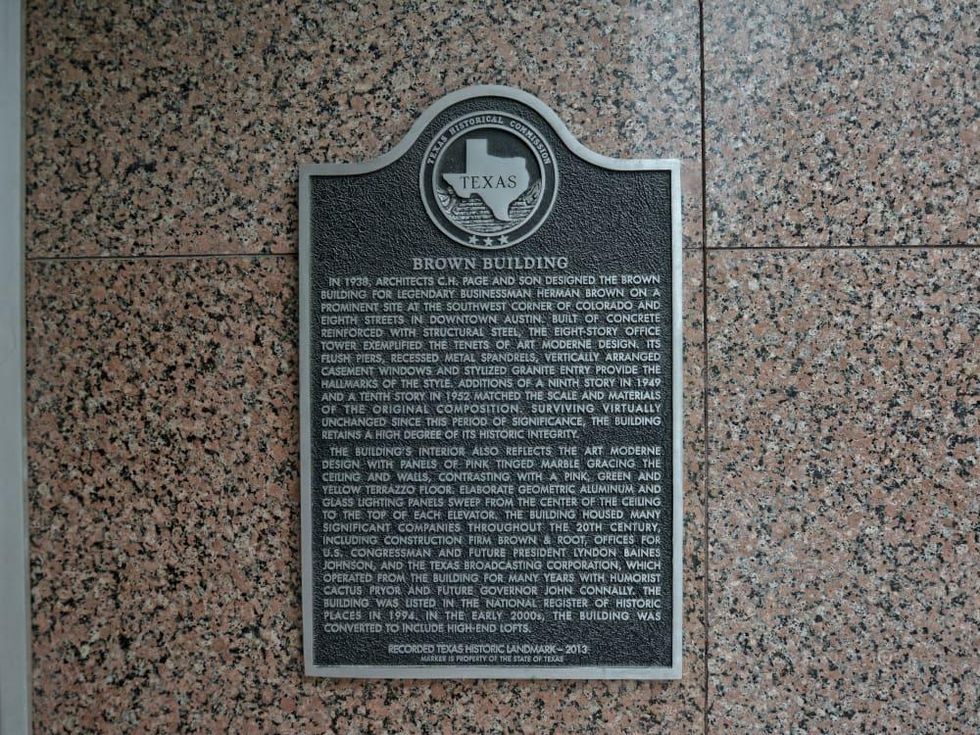 TEXAS HISTORICAL COMMISSION
TEXAS
BROWN BUILDING
IN 1938, ARCHITECTS C.H. PAGE AND SON DESIGNED THE BROWN
BUILDING FOR LEGENDARY BUSINESSMAN HERMAN BROWN ON A
PROMINENT SITE AT THE SOUTHWEST CORNER OF COLORADO AND
EIGHTH STREETS IN DOWNTOWN AUSTIN. BUILT OF CONCRETE
REINFORCED WITH STRUCTURAL STEEL, THE EIGHT-STORY OFFICE
TOWER EXEMPLIFIED THE TENETS OF ART MODERNE DESIGN. ITS
FLUSH PIERS, RECESSED METAL SPANDRELS, VERTICALLY ARRANGED
CASEMENT WINDOWS AND STYLIZED GRANITE ENTRY PROVIDE THE
HALLMARKS OF THE STYLE. ADDITIONS OF A NINTH STORY IN 1949
AND A TENTH STORY IN 1952 MATCHED THE SCALE AND MATERIALS
OF THE ORIGINAL COMPOSITION. SURVIVING VIRTUALLY
UNCHANGED SINCE THIS PERIOD OF SIGNIFICANCE, THE BUILDING
RETAINS A HIGH DEGREE OF ITS HISTORIC INTEGRITY.
THE BUILDING'S INTERIOR ALSO REFLECTS THE ART MODERNE
DESIGN WITH PANELS OF PINK TINGED MARBLE GRACING THE
CEILING AND WALLS, CONTRASTING WITH A PINK, GREEN AND
YELLOW TERRAZZO FLOOR. ELABORATE GEOMETRIC ALUMINUM AND
GLASS LIGHTING PANELS SWEEP FROM THE CENTER OF THE CEILING
TO THE TOP OF EACH ELEVATOR. THE BUILDING HOUSED MANY
SIGNIFICANT COMPANIES THROUGHOUT THE 20TH CENTURY,
INCLUDING CONSTRUCTION FIRM BROWN & ROOT, OFFICES FOR
U.S. CONGRESSMAN AND FUTURE PRESIDENT LYNDON BAINES
JOHNSON, AND THE TEXAS BROADCASTING CORPORATION, WHICH
OPERATED FROM THE BUILDING FOR MANY YEARS WITH HUMORIST
CACTUS PRYOR AND FUTURE GOVERNOR JOHN CONNALLY. THE
BUILDING WAS LISTED IN THE NATIONAL REGISTER OF HISTORIC
PLACES IN 1994. IN THE EARLY 2000s, THE BUILDING WAS
CONVERTED TO INCLUDE HIGH-END LOFTS.
RECORDED TEXAS HISTORIC LANDMARK – 2013
MARKER IS PROPERTY OF THE STATE OF TEXAS